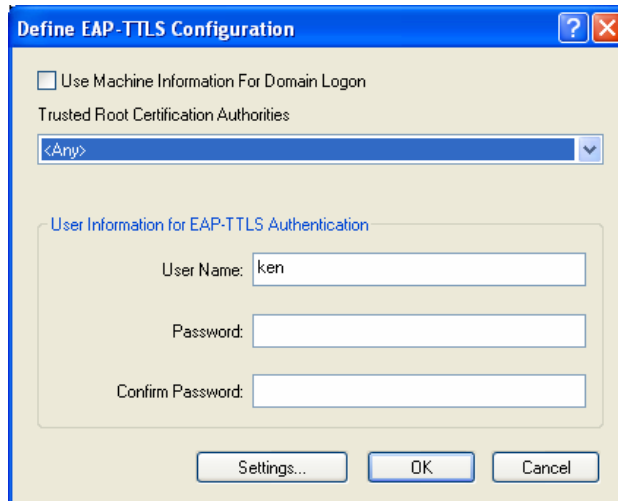 Define EAP-TTLS Configuration
Use Machine Information For Domain Logon
Trusted Root Certification Authorities
<Any>
User Information for EAP-TTLS Authentication
User Name: ken
Password:
Confirm Password:
Settings... OK Cancel